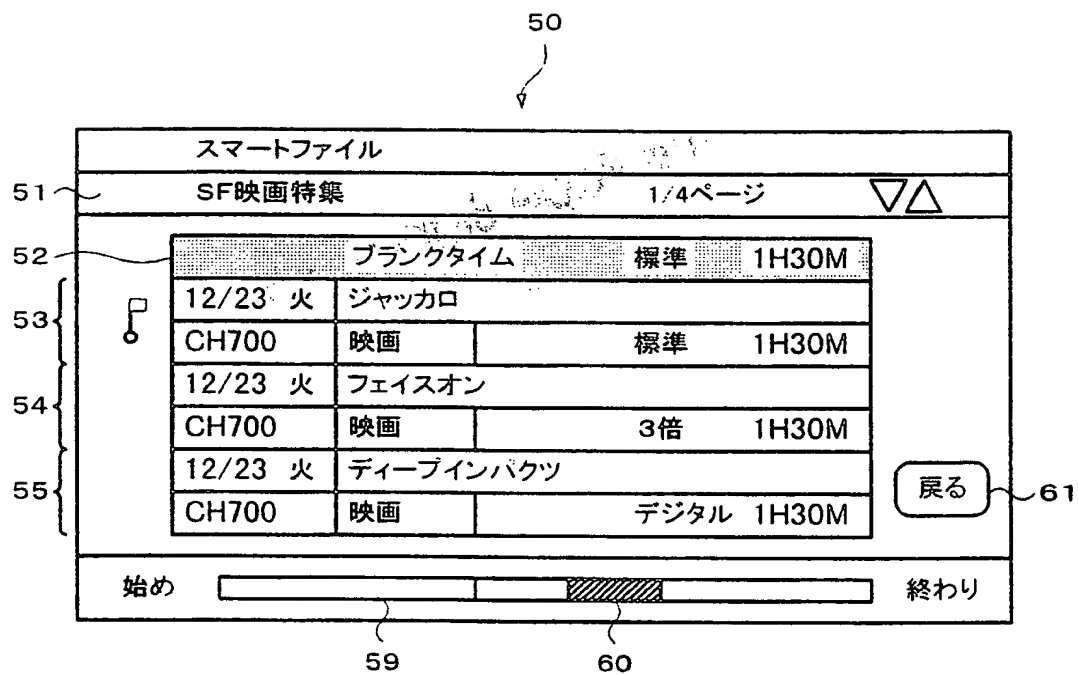 50
スマートファイル
51 SF映画特集 1/4ページ ▽△
52 ブランクタイム 標準 1H30M
12/23 火 ジャッカロ
53 CH700 映画 標準 1H30M
12/23 火 フェイスオン
54 CH700 映画 3倍 1H30M
12/23 火 ディープインパクツ
55 CH700 映画 デジタル 1H30M
戻る 61
始め 終わり
59 60